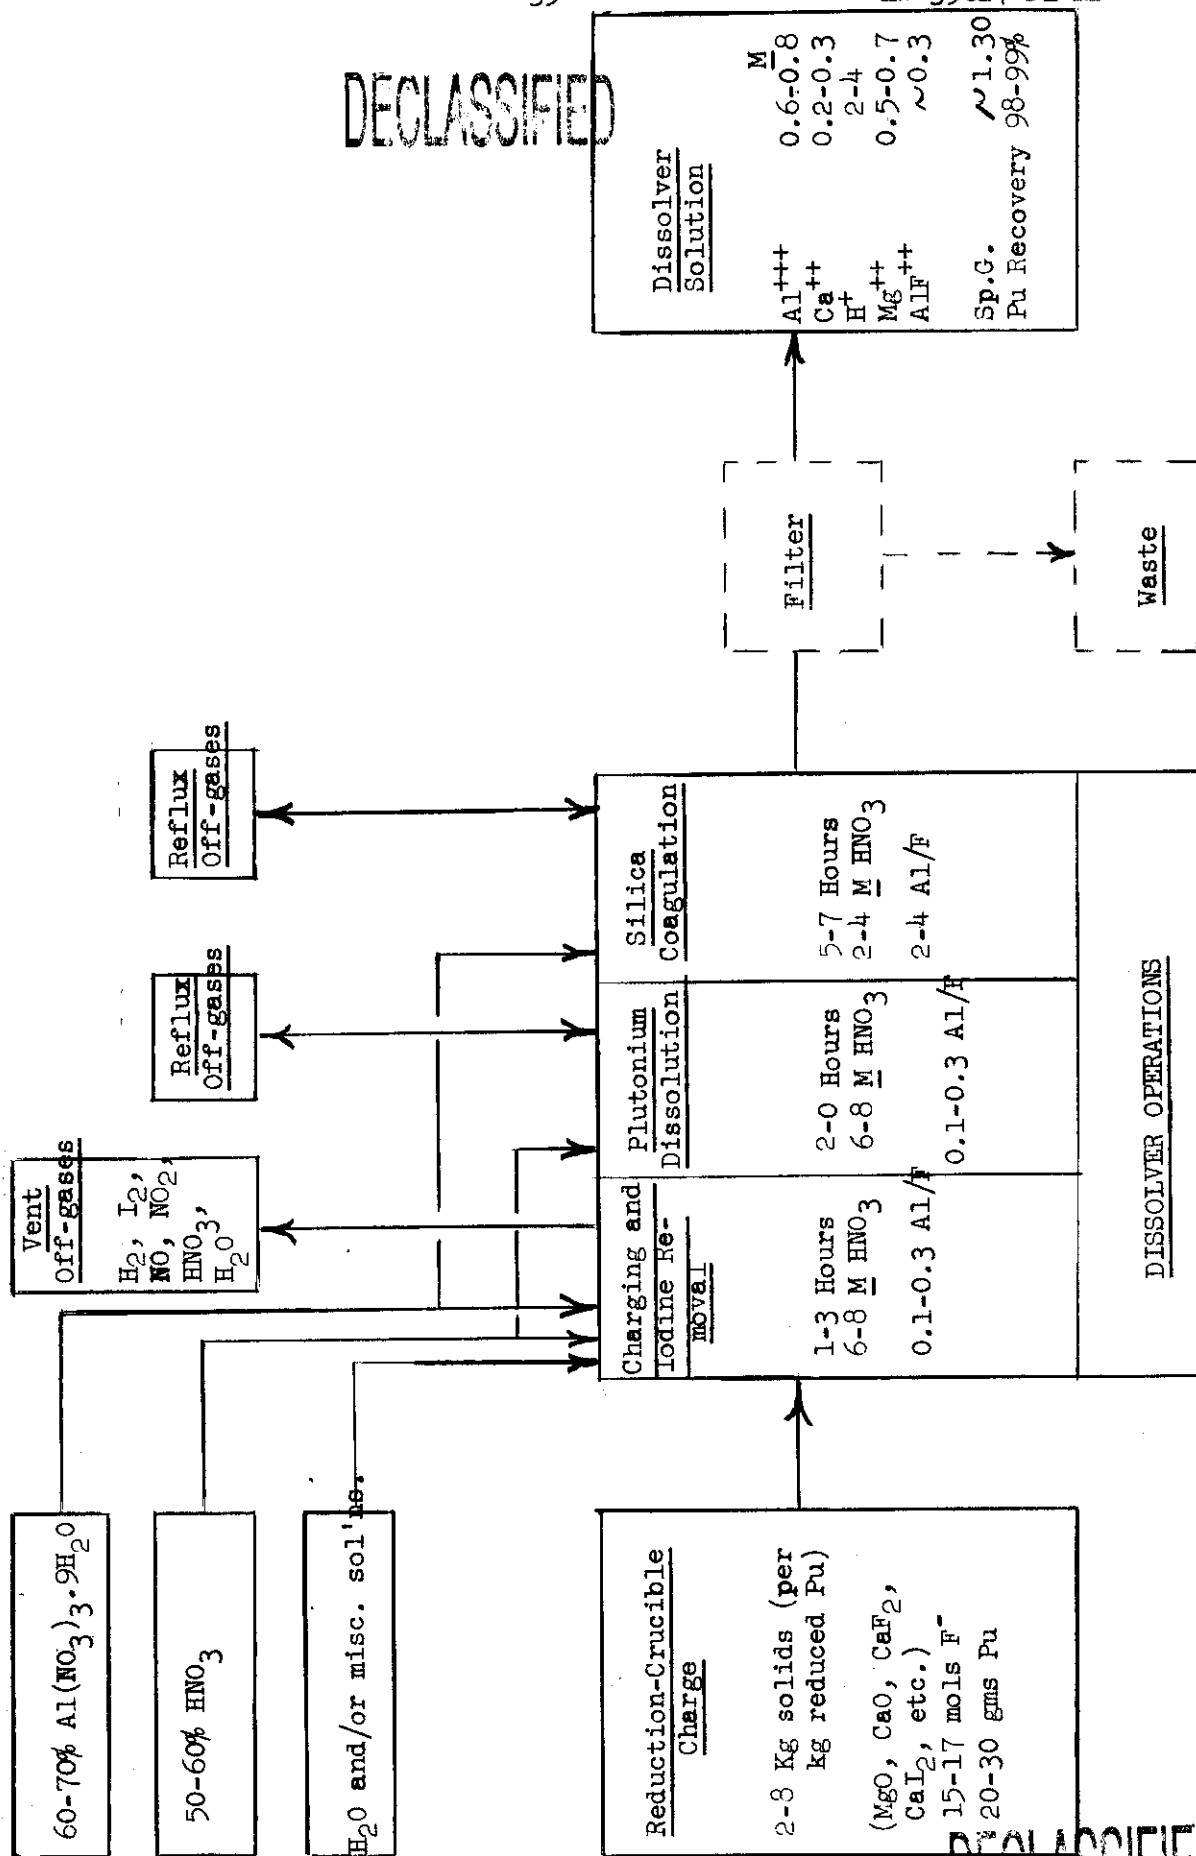 DECLASSIFIED
60-70% Al(NO3)3·9H2O
50-60% HNO3
H2O and/or misc. sol'ns.
Reduction-Crucible
Charge
2-8 Kg solids (per
kg reduced Pu)
(MgO, CaO, CaF2,
CaI2, etc.)
15-17 mols F-
20-30 gms Pu
Vent
Off-gases
H2, I2,
NO, NO2,
HNO3,
H2O
Reflux
Off-gases
Reflux
Off-gases
Charging and
Iodine Re-
moval
1-3 Hours
6-8 M HNO3
0.1-0.3 Al/F
Plutonium
Dissolution
2-0 Hours
6-8 M HNO3
0.1-0.3 Al/F
Silica
Coagulation
5-7 Hours
2-4 M HNO3
2-4 Al/F
DISSOLVER OPERATIONS
Filter
Waste
Dissolver
Solution
M
Al+++ 0.6-0.8
Ca++ 0.2-0.3
H+ 2-4
Mg++ 0.5-0.7
AlF++ ~0.3
Sp.G. ~1.30
Pu Recovery 98-99%